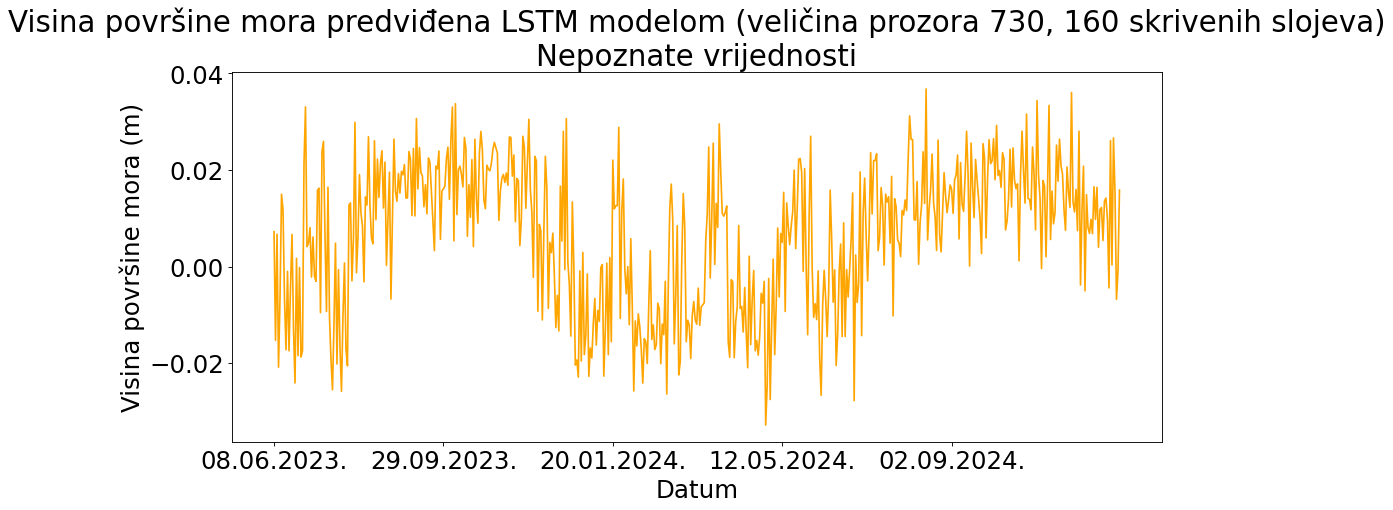 Visina površine mora predviđena LSTM modelom (veličina prozora 730, 160 skrivenih slojeva)
Nepoznate vrijednosti
0.04
0.02
0.00
−0.02
Visina površine mora (m)
08.06.2023. 29.09.2023. 20.01.2024. 12.05.2024. 02.09.2024.
Datum